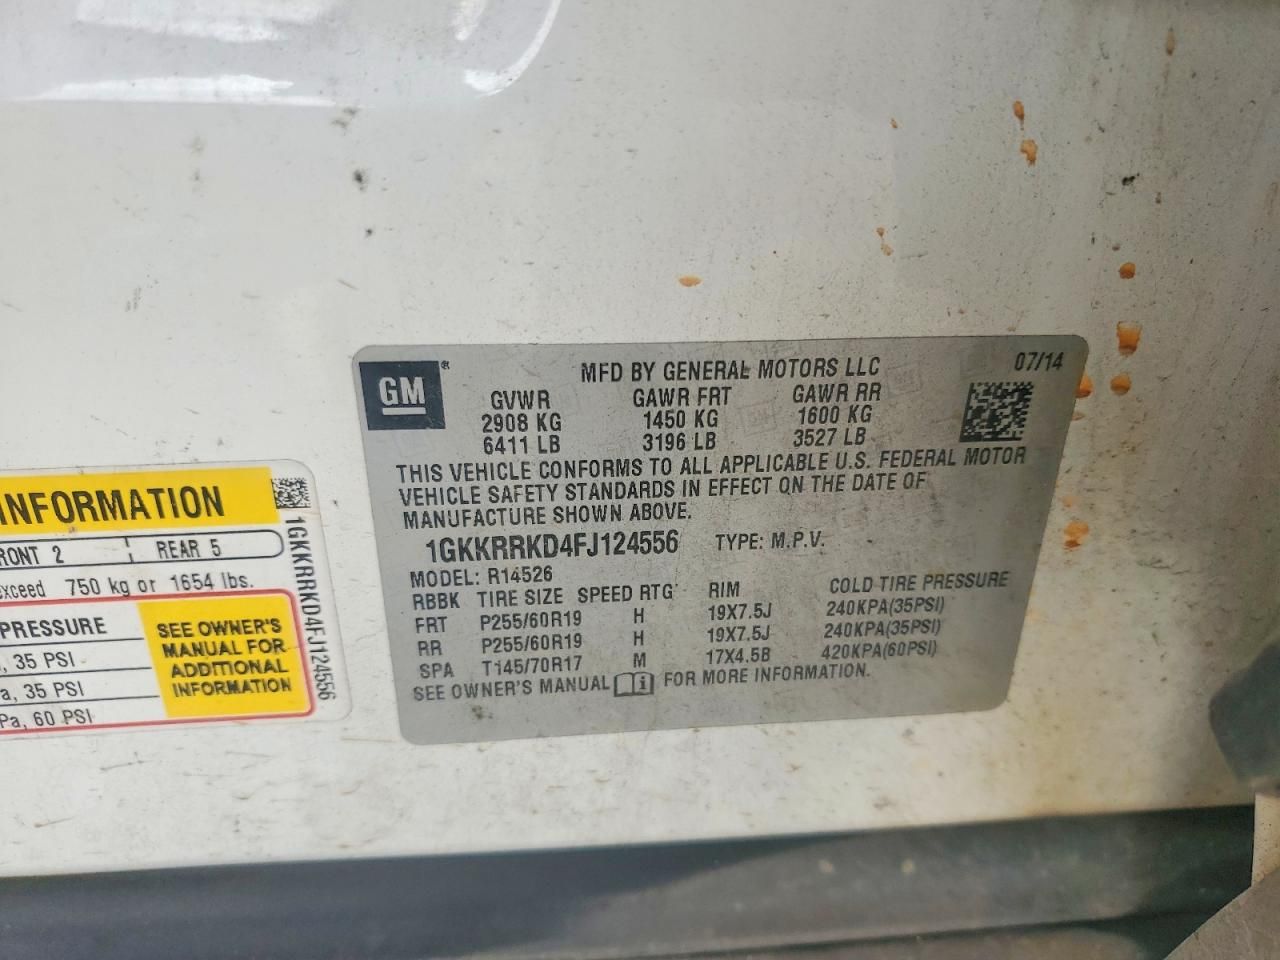 GM
MFD BY GENERAL MOTORS LLC 07/14
GVWR GAWR FRT GAWR RR
2908 KG 1450 KG 1600 KG
6411 LB 3196 LB 3527 LB
THIS VEHICLE CONFORMS TO ALL APPLICABLE U.S. FEDERAL MOTOR
VEHICLE SAFETY STANDARDS IN EFFECT ON THE DATE OF
MANUFACTURE SHOWN ABOVE.
1GKKRRKD4FJ124556 TYPE: M.P.V.
MODEL: R14526
RBBK TIRE SIZE SPEED RTG RIM COLD TIRE PRESSURE
FRT P255/60R19 H 19X7.5J 240KPA(35PSI)
RR P255/60R19 H 19X7.5J 240KPA(35PSI)
SPA T145/70R17 M 17X4.5B 420KPA(60PSI)
SEE OWNER'S MANUAL FOR MORE INFORMATION.
INFORMATION
RONT 2 REAR 5
xceed 750 kg or 1654 lbs.
PRESSURE
, 35 PSI
a, 35 PSI
Pa, 60 PSI
SEE OWNER'S
MANUAL FOR
ADDITIONAL
INFORMATION
1GKKRRKD4FJ124556